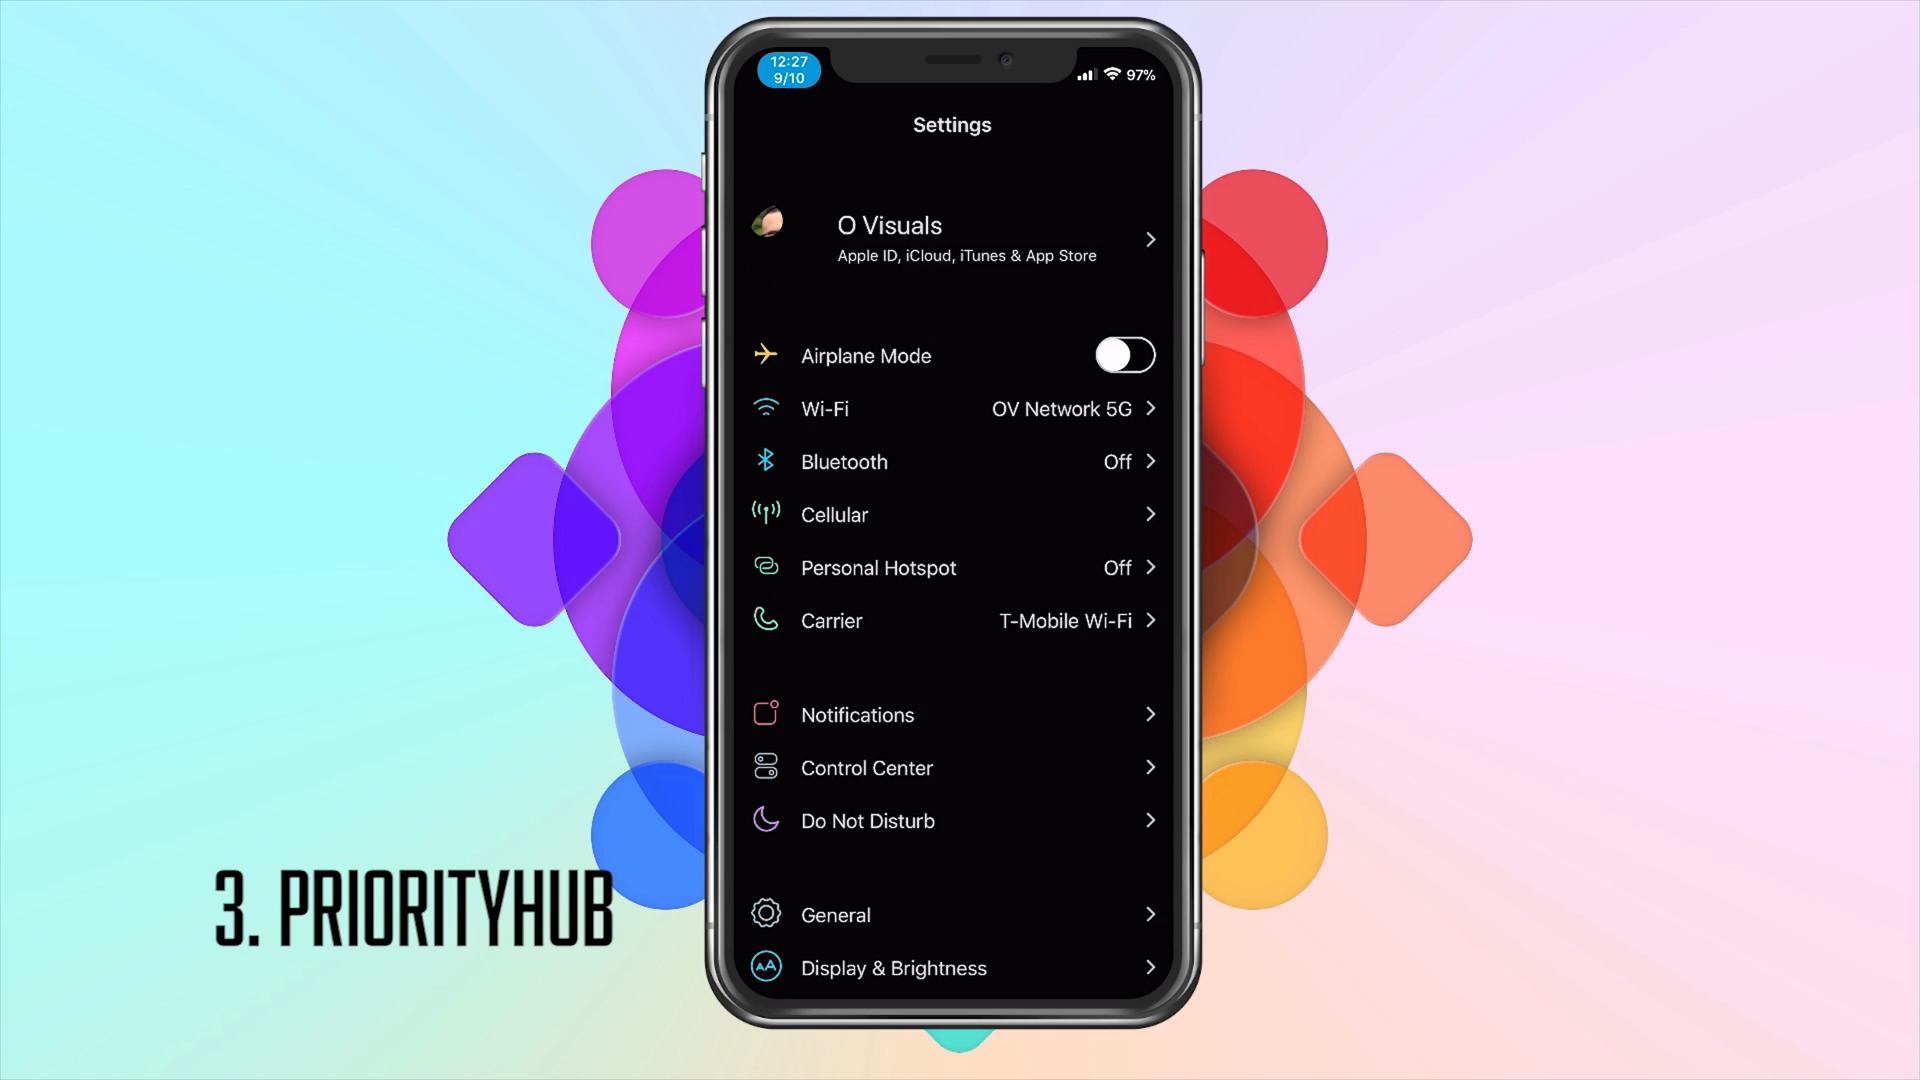 12:27
9/10
97%
Settings
O Visuals
Apple ID, iCloud, iTunes & App Store
Airplane Mode
Wi-Fi OV Network 5G
Bluetooth Off
Cellular
Personal Hotspot Off
Carrier T-Mobile Wi-Fi
Notifications
Control Center
Do Not Disturb
General
AA Display & Brightness
3. PRIORITYHUB